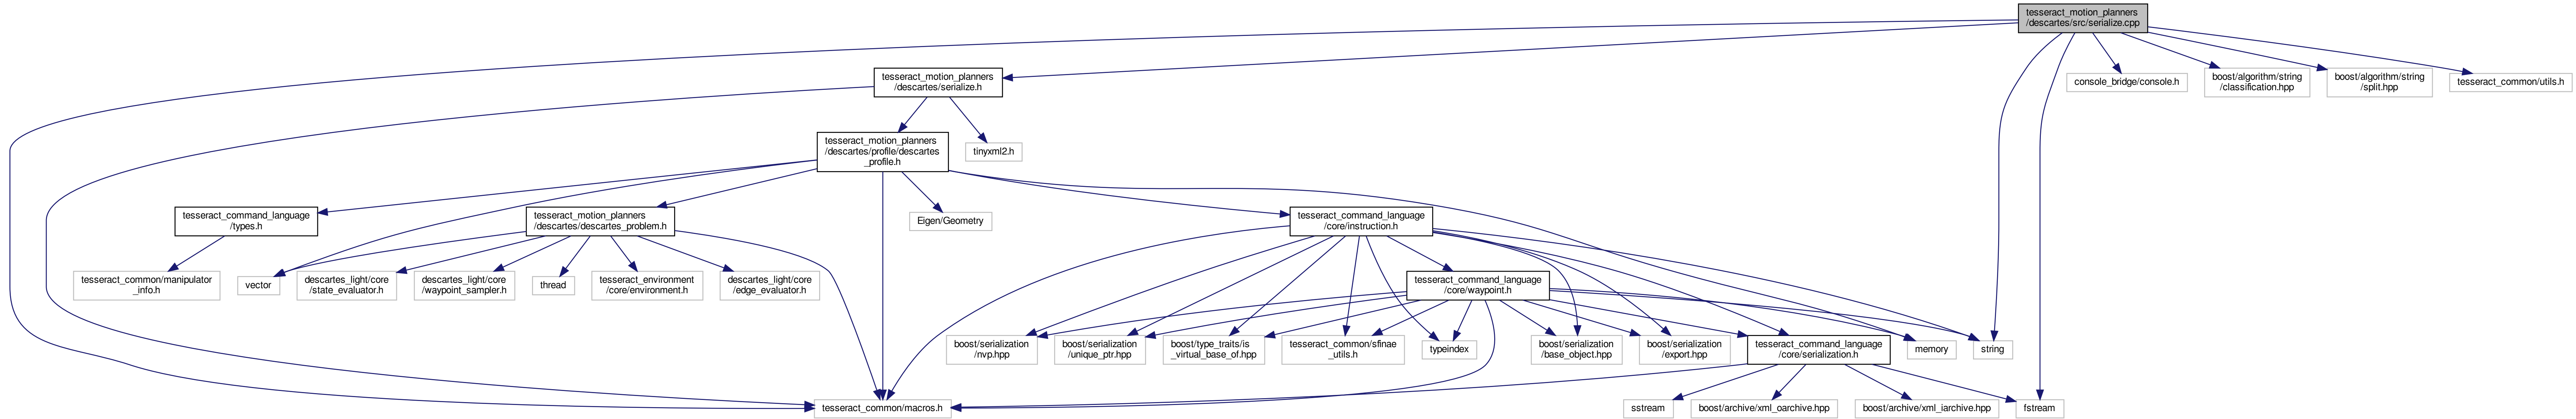 tesseract_motion_planners
/descartes/src/serialize.cpp
tesseract_motion_planners
/descartes/serialize.h
console_bridge/console.h
boost/algorithm/string
/classification.hpp
boost/algorithm/string
/split.hpp
tesseract_common/utils.h
tesseract_motion_planners
/descartes/profile/descartes
_profile.h
tinyxml2.h
tesseract_command_language
/types.h
tesseract_motion_planners
/descartes/descartes_problem.h
Eigen/Geometry
tesseract_command_language
/core/instruction.h
tesseract_common/manipulator
_info.h
vector
descartes_light/core
/state_evaluator.h
descartes_light/core
/waypoint_sampler.h
thread
tesseract_environment
/core/environment.h
descartes_light/core
/edge_evaluator.h
tesseract_command_language
/core/waypoint.h
boost/serialization
/nvp.hpp
boost/serialization
/unique_ptr.hpp
boost/type_traits/is
_virtual_base_of.hpp
tesseract_common/sfinae
_utils.h
typeindex
boost/serialization
/base_object.hpp
boost/serialization
/export.hpp
tesseract_command_language
/core/serialization.h
memory
string
tesseract_common/macros.h
sstream
boost/archive/xml_oarchive.hpp
boost/archive/xml_iarchive.hpp
fstream